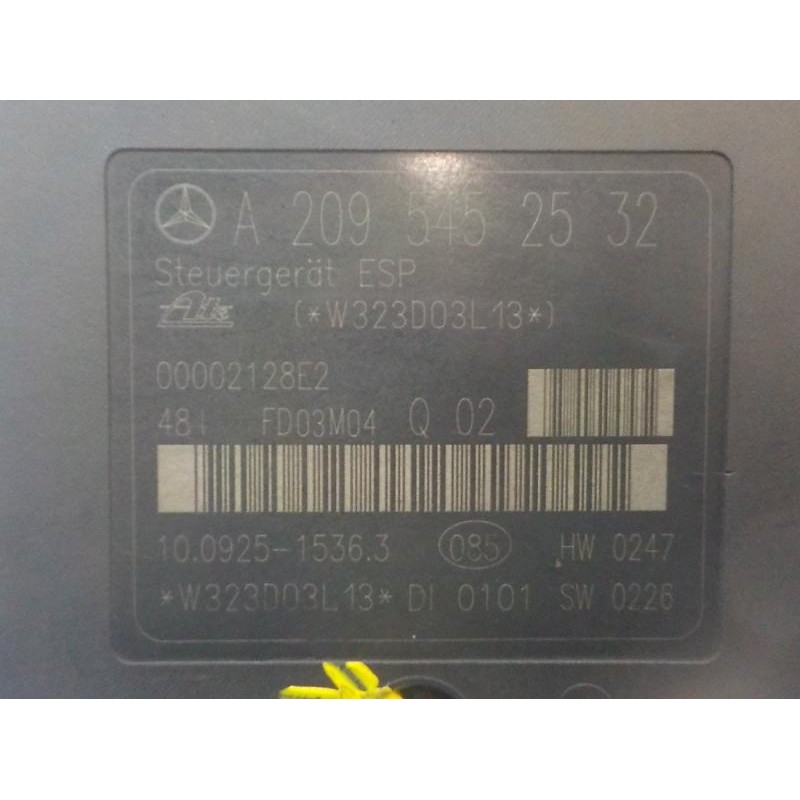 A 209 545 25 32
Steuergerät ESP
Ate (*W323D03L13*)
00002128E2
FD03M04 Q 02
10.0925-1536.3 085 HW 0247
*W323D03L13* DI 0101 SW 0226